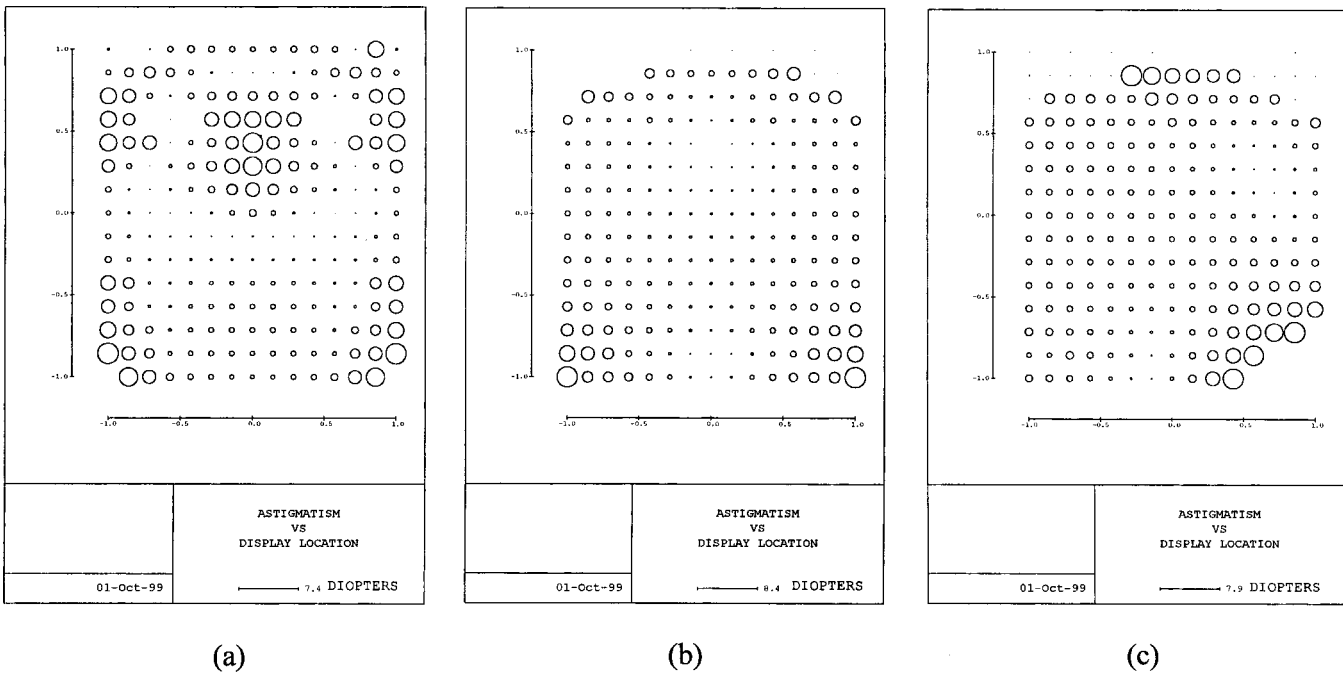 1.0
0.5
0.0
-0.5
-1.0
-1.0 -0.5 0.0 0.5 1.0
ASTIGMATISM
VS
DISPLAY LOCATION
01-Oct-99
7.4 DIOPTERS
(a)
1.0
0.5
0.0
-0.5
-1.0
-1.0 -0.5 0.0 0.5 1.0
ASTIGMATISM
VS
DISPLAY LOCATION
01-Oct-99
8.4 DIOPTERS
(b)
1.0
0.5
0.0
-0.5
-1.0
-1.0 -0.5 0.0 0.5 1.0
ASTIGMATISM
VS
DISPLAY LOCATION
01-Oct-99
7.9 DIOPTERS
(c)